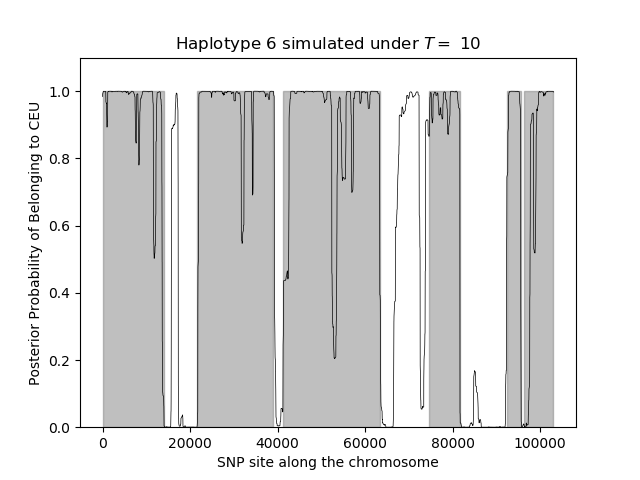 Haplotype 6 simulated under T = 10
Posterior Probability of Belonging to CEU
1.0
0.8
0.6
0.4
0.2
0.0
0 20000 40000 60000 80000 100000
SNP site along the chromosome